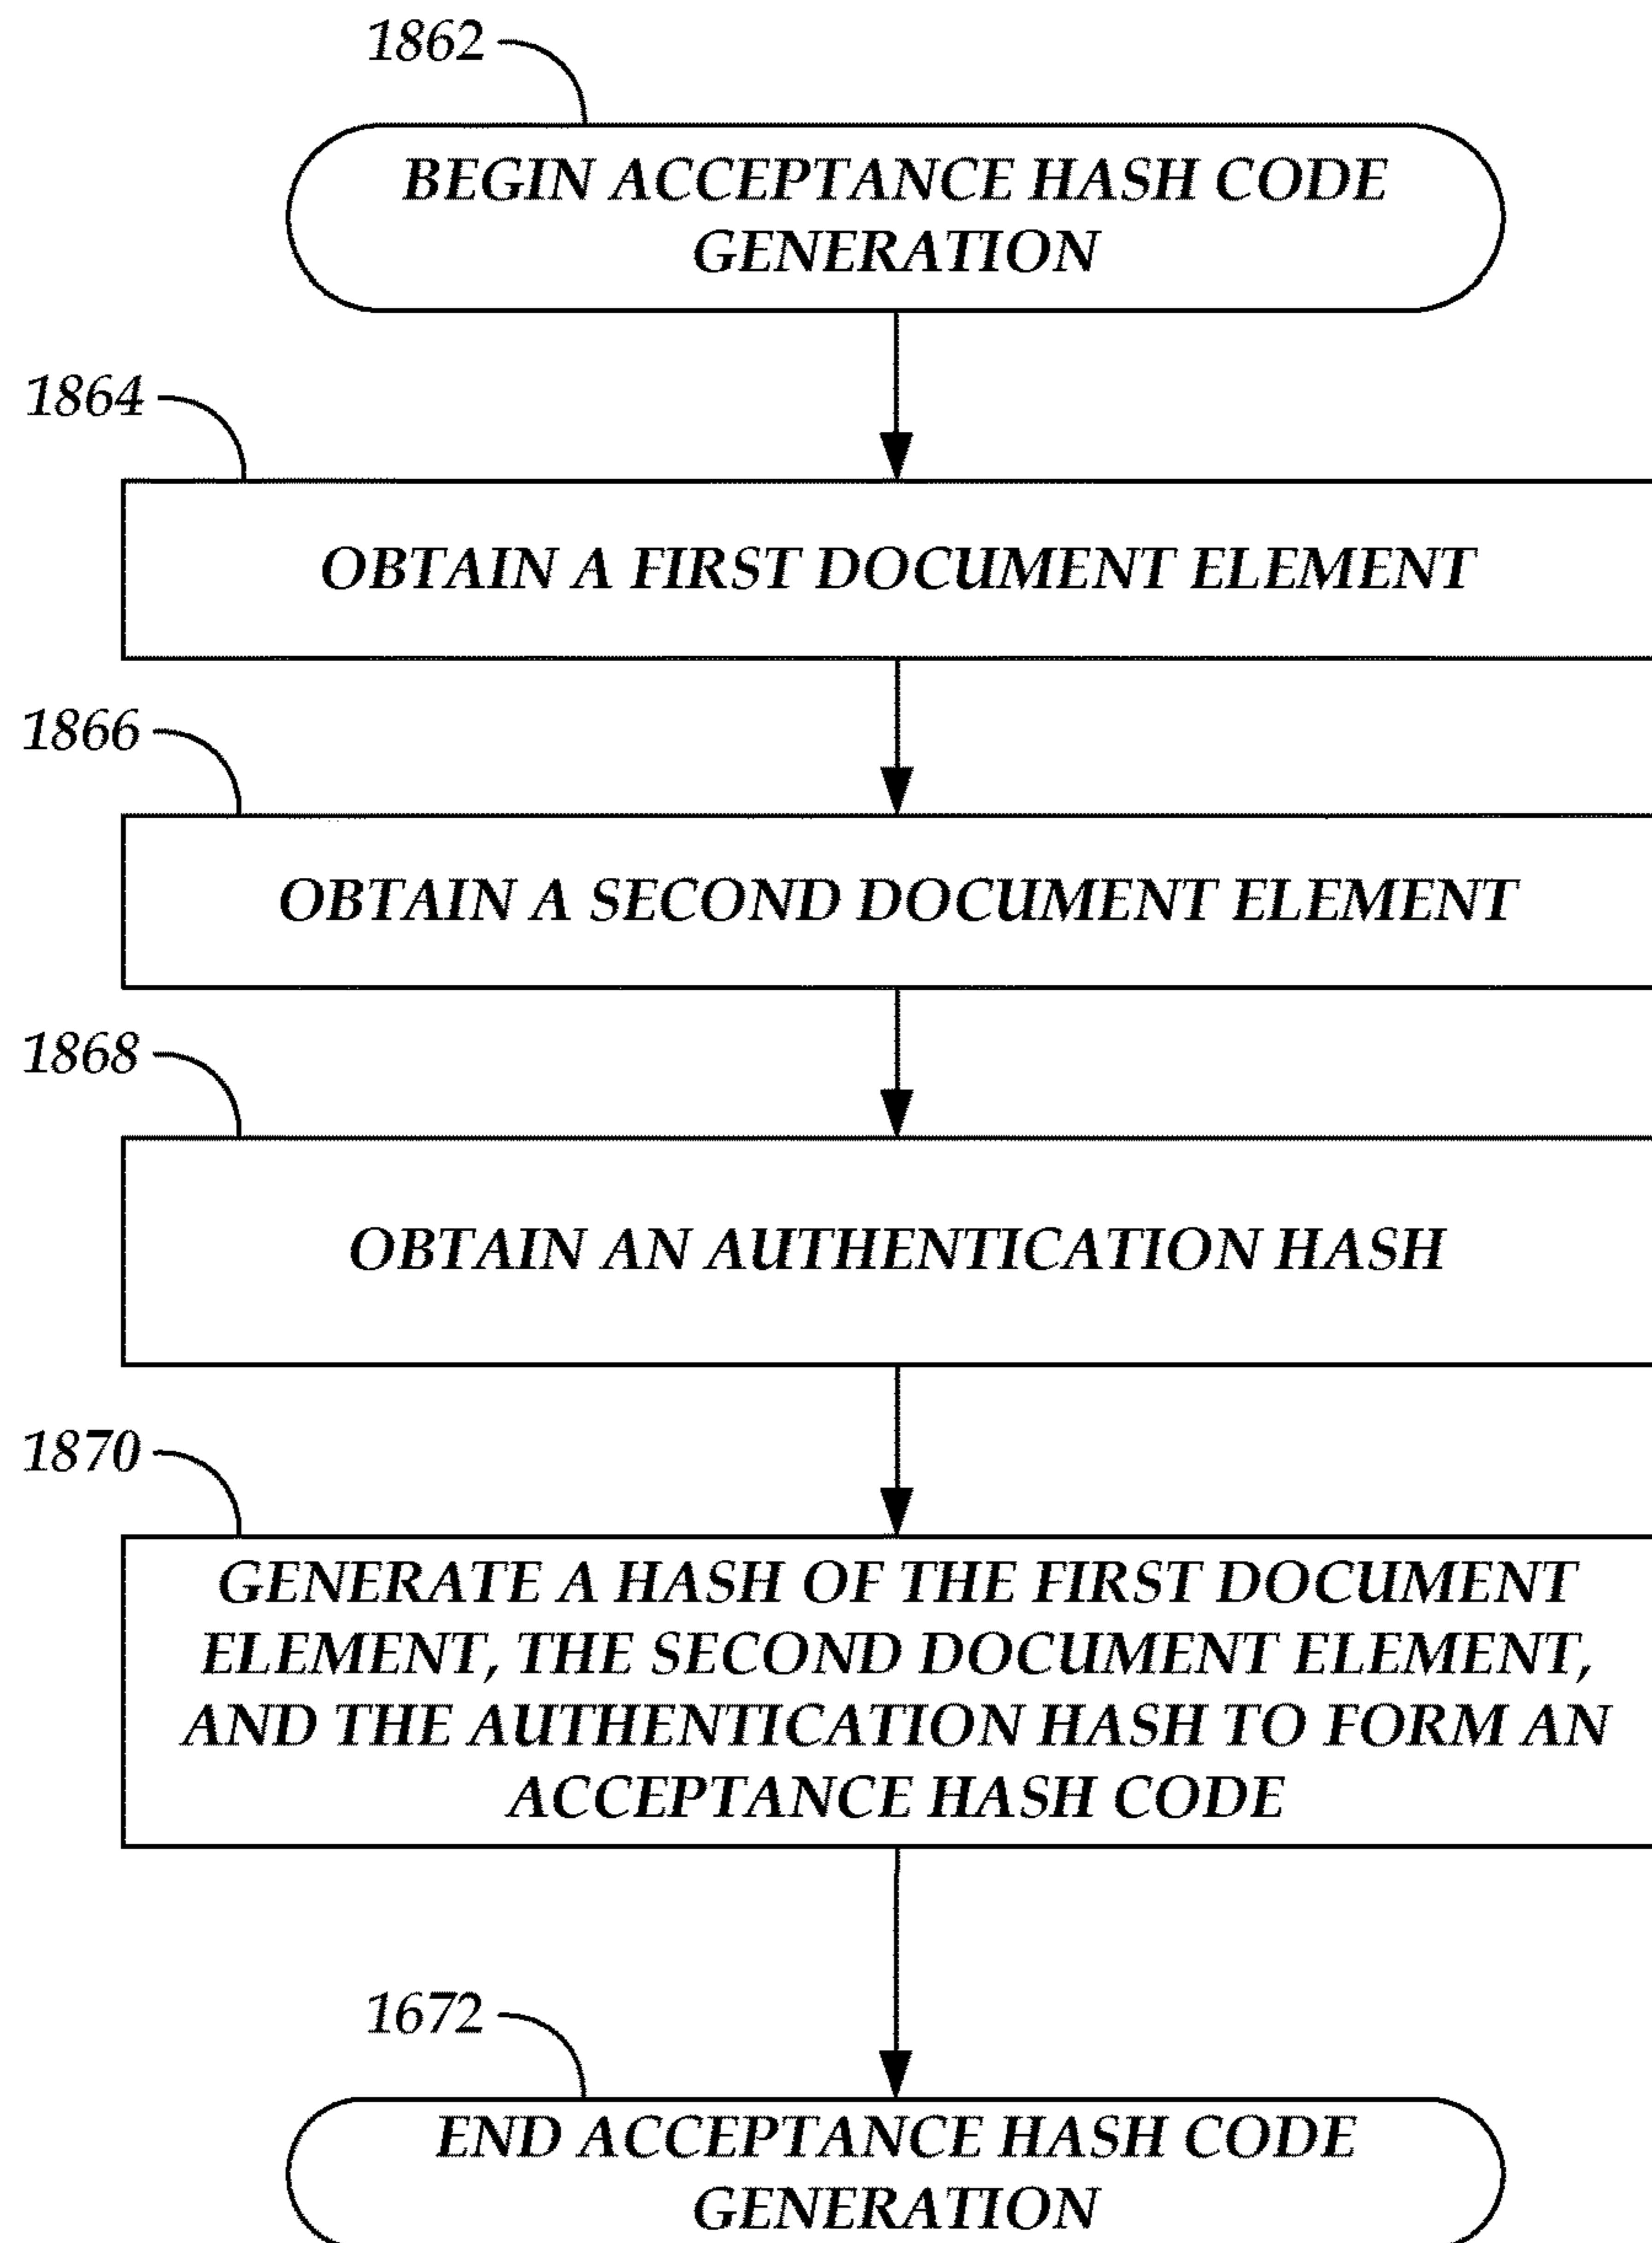 1862
BEGIN ACCEPTANCE HASH CODE
GENERATION
1864
OBTAIN A FIRST DOCUMENT ELEMENT
1866
OBTAIN A SECOND DOCUMENT ELEMENT
1868
OBTAIN AN AUTHENTICATION HASH
1870
GENERATE A HASH OF THE FIRST DOCUMENT
ELEMENT, THE SECOND DOCUMENT ELEMENT,
AND THE AUTHENTICATION HASH TO FORM AN
ACCEPTANCE HASH CODE
1672
END ACCEPTANCE HASH CODE
GENERATION